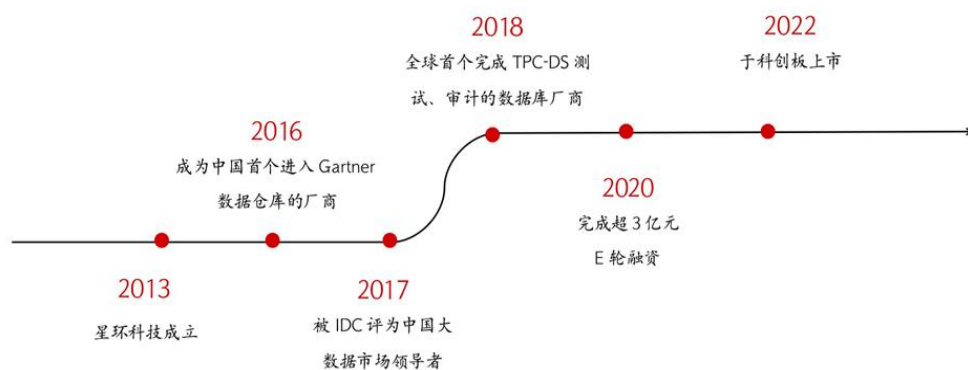 2018
全球首个完成 TPC-DS 测
试、审计的数据库厂商
2022
于科创板上市
2016
成为中国首个进入 Gartner
数据仓库的厂商
2020
完成超 3 亿元
E 轮融资
2013
星环科技成立
2017
被 IDC 评为中国大
数据市场领导者